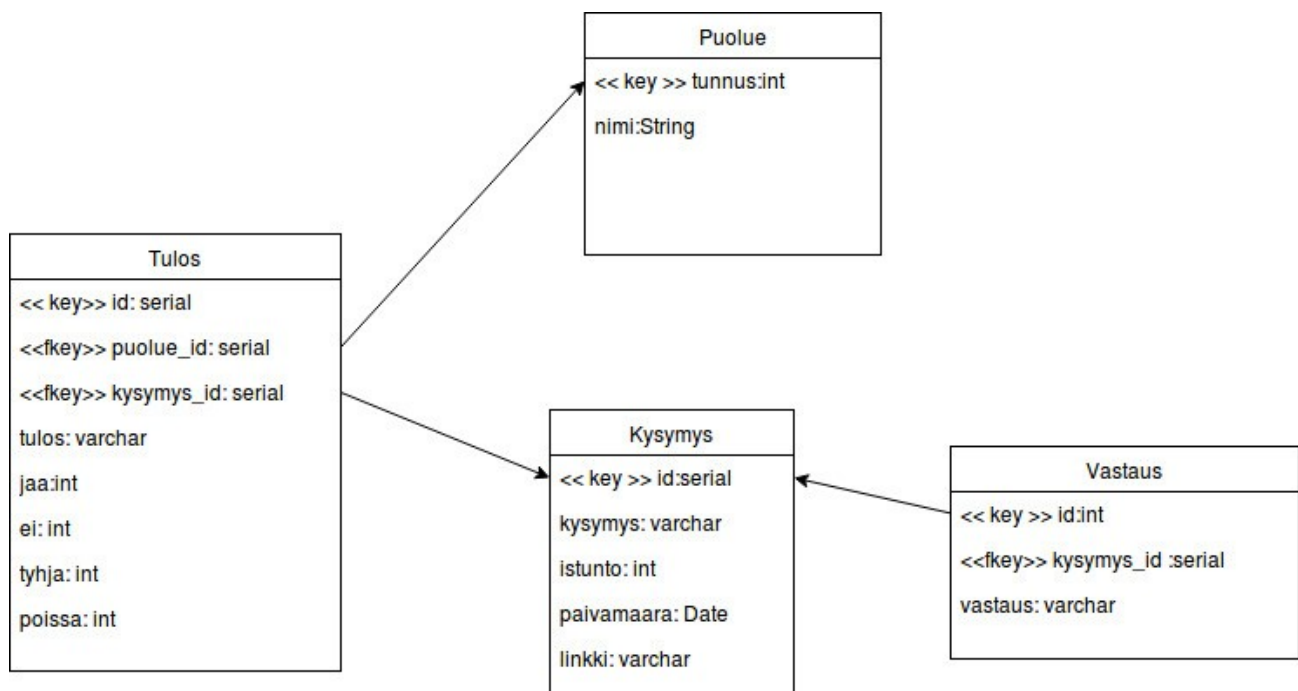 Puolue
<< key >> tunnus:int
nimi:String
Tulos
<< key>> id: serial
<<fkey>> puolue_id: serial
<<fkey>> kysymys_id: serial
tulos: varchar
jaa:int
ei: int
tyhja: int
poissa: int
Kysymys
<< key >> id:serial
kysymys: varchar
istunto: int
paivamaara: Date
linkki: varchar
Vastaus
<< key >> id:int
<<fkey>> kysymys_id :serial
vastaus: varchar